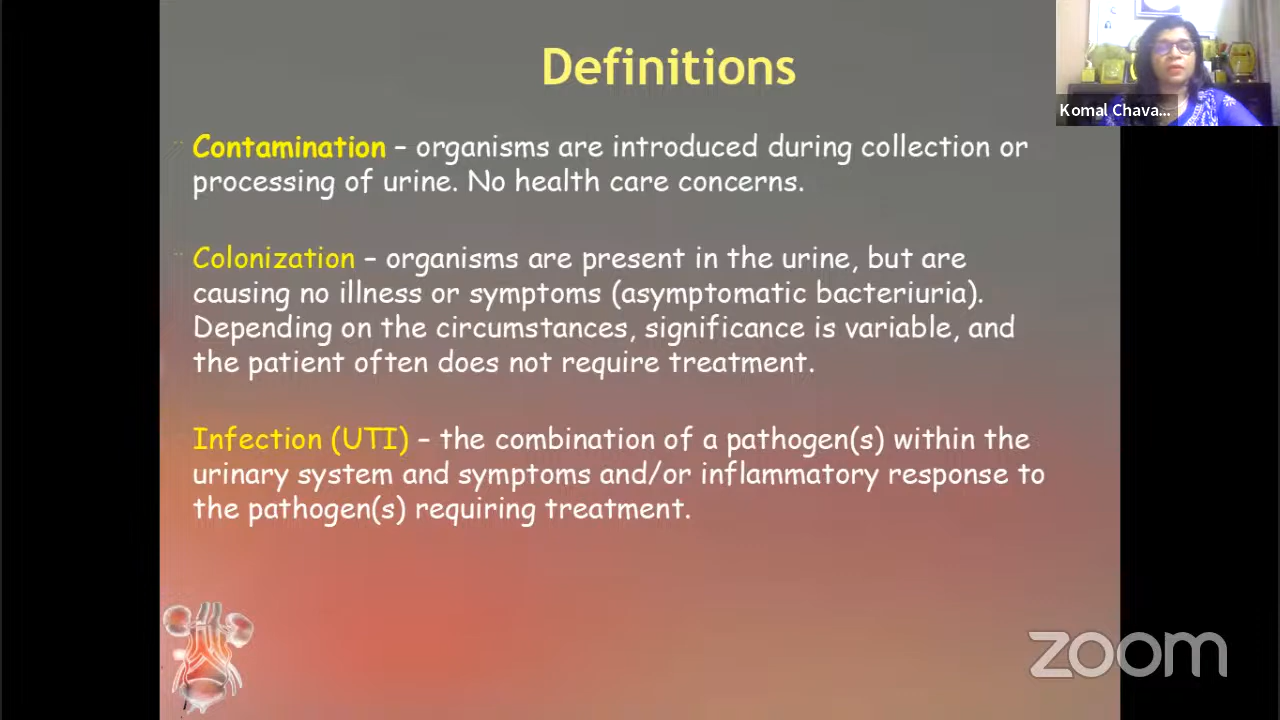 Definitions
Komal Chava...
Contamination – organisms are introduced during collection or
processing of urine. No health care concerns.
Colonization – organisms are present in the urine, but are
causing no illness or symptoms (asymptomatic bacteriuria).
Depending on the circumstances, significance is variable, and
the patient often does not require treatment.
Infection (UTI) – the combination of a pathogen(s) within the
urinary system and symptoms and/or inflammatory response to
the pathogen(s) requiring treatment.
zoom